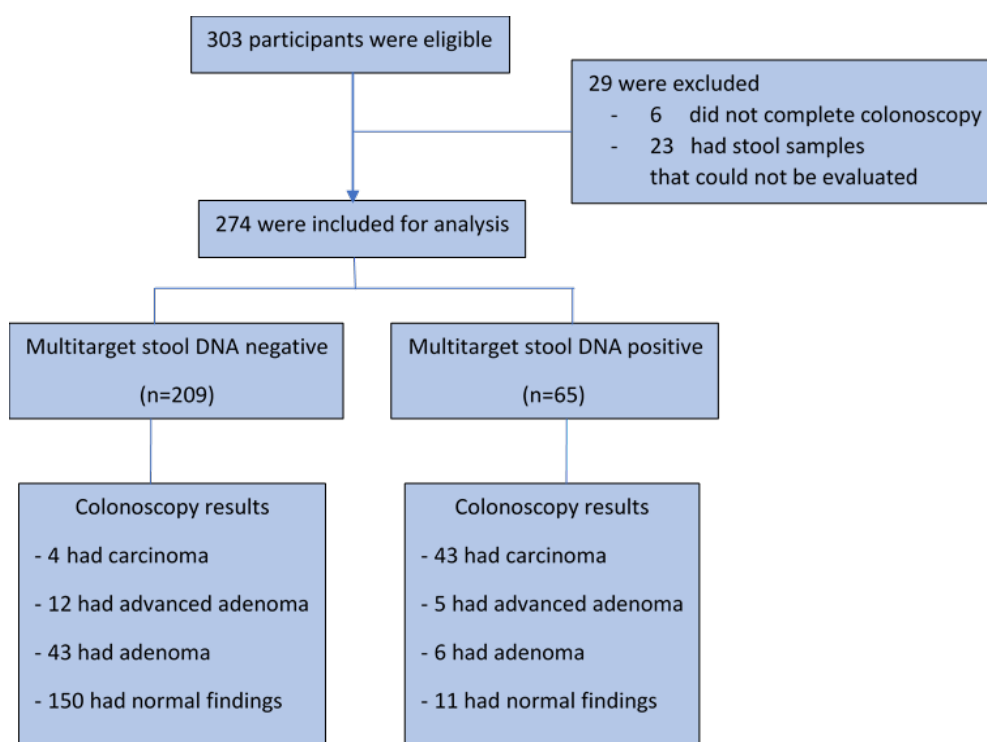 303 participants were eligible
29 were excluded
- 6 did not complete colonoscopy
- 23 had stool samples
that could not be evaluated
274 were included for analysis
Multitarget stool DNA negative
(n=209)
Multitarget stool DNA positive
(n=65)
Colonoscopy results
- 4 had carcinoma
- 12 had advanced adenoma
- 43 had adenoma
- 150 had normal findings
Colonoscopy results
- 43 had carcinoma
- 5 had advanced adenoma
- 6 had adenoma
- 11 had normal findings